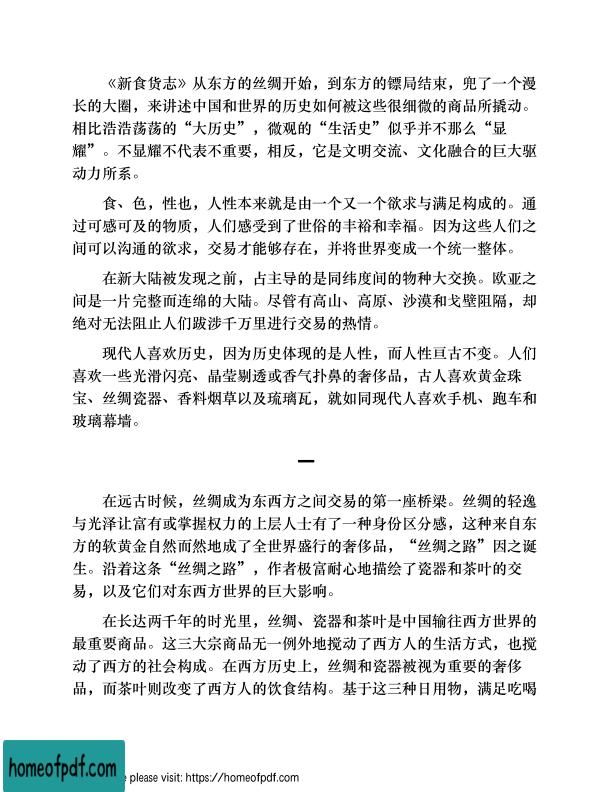 《新食货志》从东方的丝绸开始，到东方的镖局结束，兜了一个漫
长的大圈，来讲述中国和世界的历史如何被这些很细微的商品所撬动。
相比浩浩荡荡的“大历史”，微观的“生活史”似乎并不那么“显
耀”。不显耀不代表不重要，相反，它是文明交流、文化融合的巨大驱
动力所系。
食、色，性也，人性本来就是由一个又一个欲求与满足构成的。通
过可感可及的物质，人们感受到了世俗的丰裕和幸福。因为这些人们之
间可以沟通的欲求，交易才能够存在，并将世界变成一个统一整体。
在新大陆被发现之前，占主导的是同纬度间的物种大交换。欧亚之
间是一片完整而连绵的大陆。尽管有高山、高原、沙漠和戈壁阻隔，却
绝对无法阻止人们跋涉千万里进行交易的热情。
现代人喜欢历史，因为历史体现的是人性，而人性亘古不变。人们
喜欢一些光滑闪亮、晶莹剔透或香气扑鼻的奢侈品，古人喜欢黄金珠
宝、丝绸瓷器、香料烟草以及琉璃瓦，就如同现代人喜欢手机、跑车和
玻璃幕墙。
一
在远古时候，丝绸成为东西方之间交易的第一座桥梁。丝绸的轻逸
与光泽让富有或掌握权力的上层人士有了一种身份区分感，这种来自东
方的软黄金自然而然地成了全世界盛行的奢侈品，“丝绸之路”因之诞
生。沿着这条“丝绸之路”，作者极富耐心地描绘了瓷器和茶叶的交
易，以及它们对东西方世界的巨大影响。
在长达两千年的时光里，丝绸、瓷器和茶叶是中国输往西方世界的
最重要商品。这三大宗商品无一例外地搅动了西方人的生活方式，也搅
动了西方的社会构成。在西方历史上，丝绸和瓷器被视为重要的奢侈
品，而茶叶则改变了西方人的饮食结构。基于这三种日用物，满足吃喝
homeofpdf.com
e please visit: https://homeofpdf.com